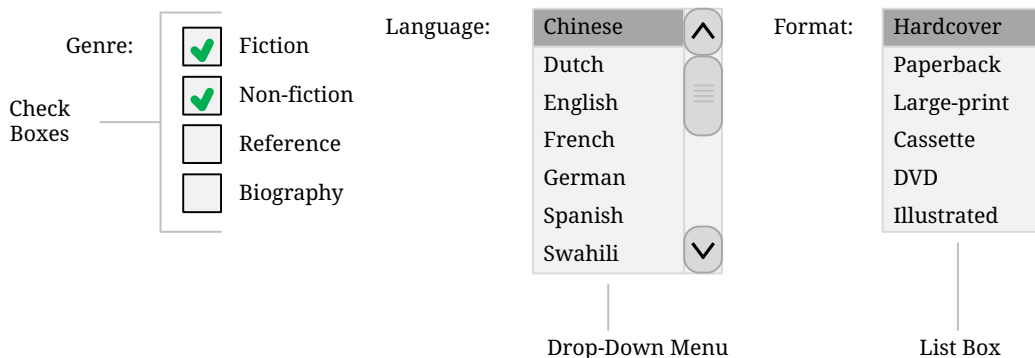 Genre:
Fiction
Non-fiction
Reference
Biography
Check
Boxes
Language:
Chinese
Dutch
English
French
German
Spanish
Swahili
Drop-Down Menu
Format:
Hardcover
Paperback
Large-print
Cassette
DVD
Illustrated
List Box